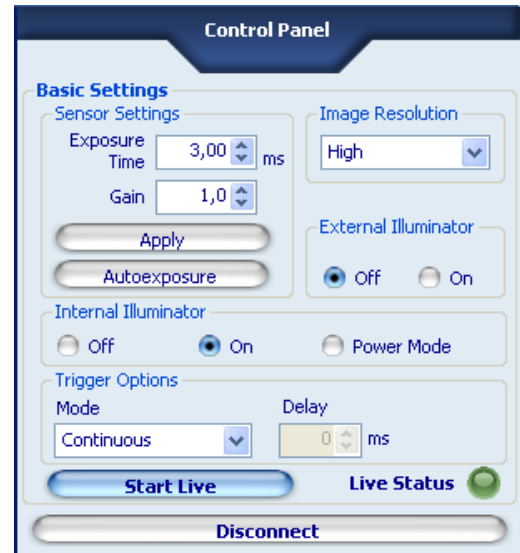 Control Panel
Basic Settings
Sensor Settings
Exposure
Time
3,00
ms
Gain
1,0
Apply
Autoexposure
Image Resolution
High
External Illuminator
Off
On
Internal Illuminator
Off
On
Power Mode
Trigger Options
Mode
Continuous
Delay
0
ms
Start Live
Live Status
Disconnect